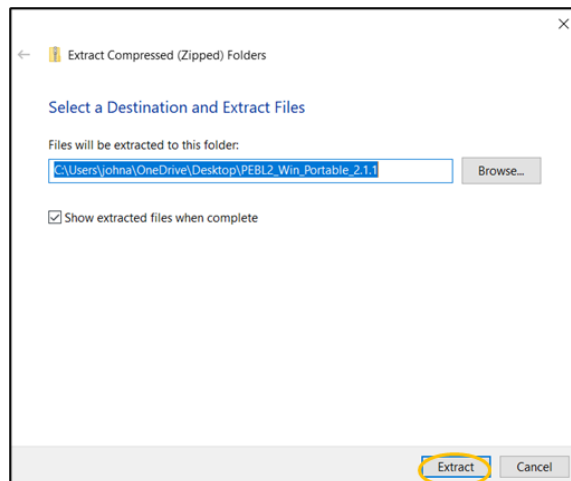 Extract Compressed (Zipped) Folders
Select a Destination and Extract Files
Files will be extracted to this folder:
C:\Users\johna\OneDrive\Desktop\PEBL2_Win_Portable_2.1.1
Browse...
Show extracted files when complete
Extract
Cancel